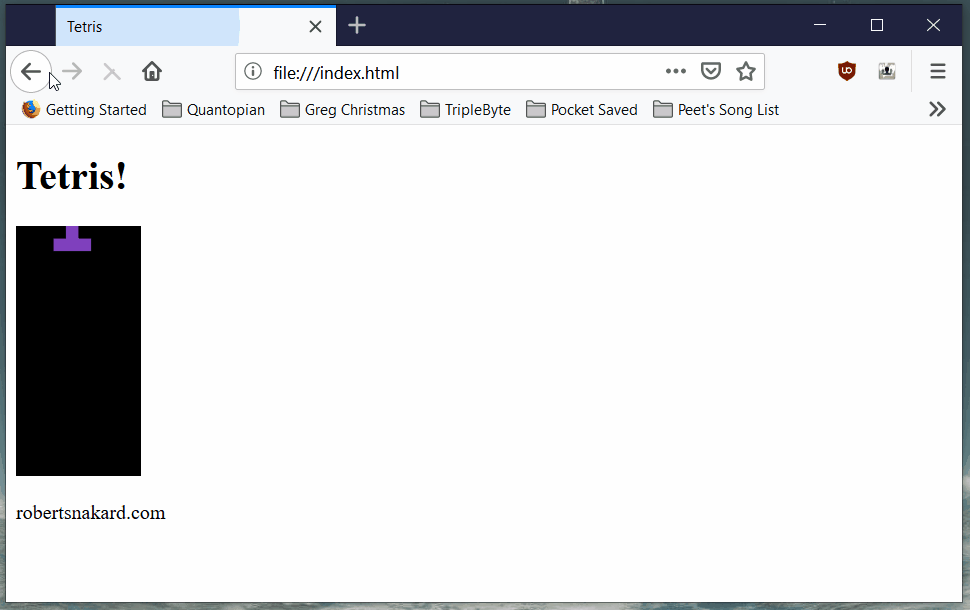 Tetris
file:///index.html
Getting Started Quantopian Greg Christmas TripleByte Pocket Saved Peet's Song List
Tetris!
robertsnakard.com